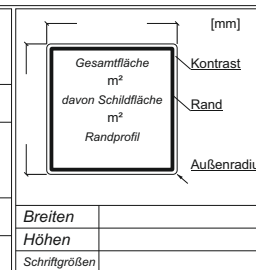 [mm]
Gesamtfläche
m²
davon Schildfläche
m²
Randprofil
Kontrast
Rand
Außenradiu
Breiten
Höhen
Schriftgrößen